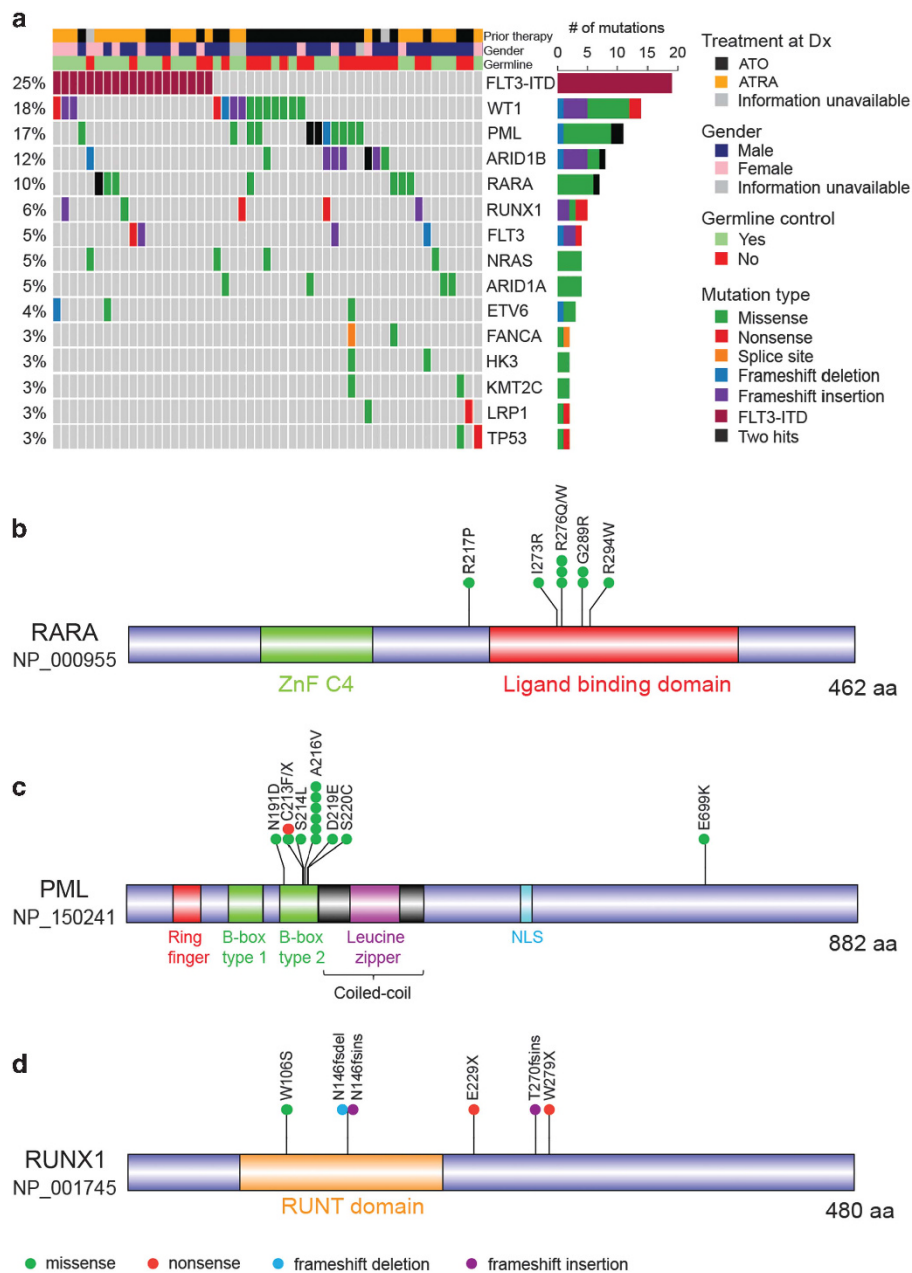 a
Prior therapy
Gender
Germline
# of mutations
0 5 10 15 20
25% FLT3-ITD
18% WT1
17% PML
12% ARID1B
10% RARA
6% RUNX1
5% FLT3
5% NRAS
5% ARID1A
4% ETV6
3% FANCA
3% HK3
3% KMT2C
3% LRP1
3% TP53
Treatment at Dx
ATO
ATRA
Information unavailable
Gender
Male
Female
Information unavailable
Germline control
Yes
No
Mutation type
Missense
Nonsense
Splice site
Frameshift deletion
Frameshift insertion
FLT3-ITD
Two hits
b
R217P
I273R
R276Q/W
G289R
R294W
RARA
NP_000955
ZnF C4
Ligand binding domain
462 aa
c
N191D
C213F/X
S214L
A216V
D219E
S220C
E699K
PML
NP_150241
882 aa
Ring
finger
B-box
type 1
B-box
type 2
Leucine
zipper
NLS
Coiled-coil
d
W106S
N146fsdel
N146fsins
E229X
T270fsins
W279X
RUNX1
NP_001745
RUNT domain
480 aa
missense nonsense frameshift deletion frameshift insertion